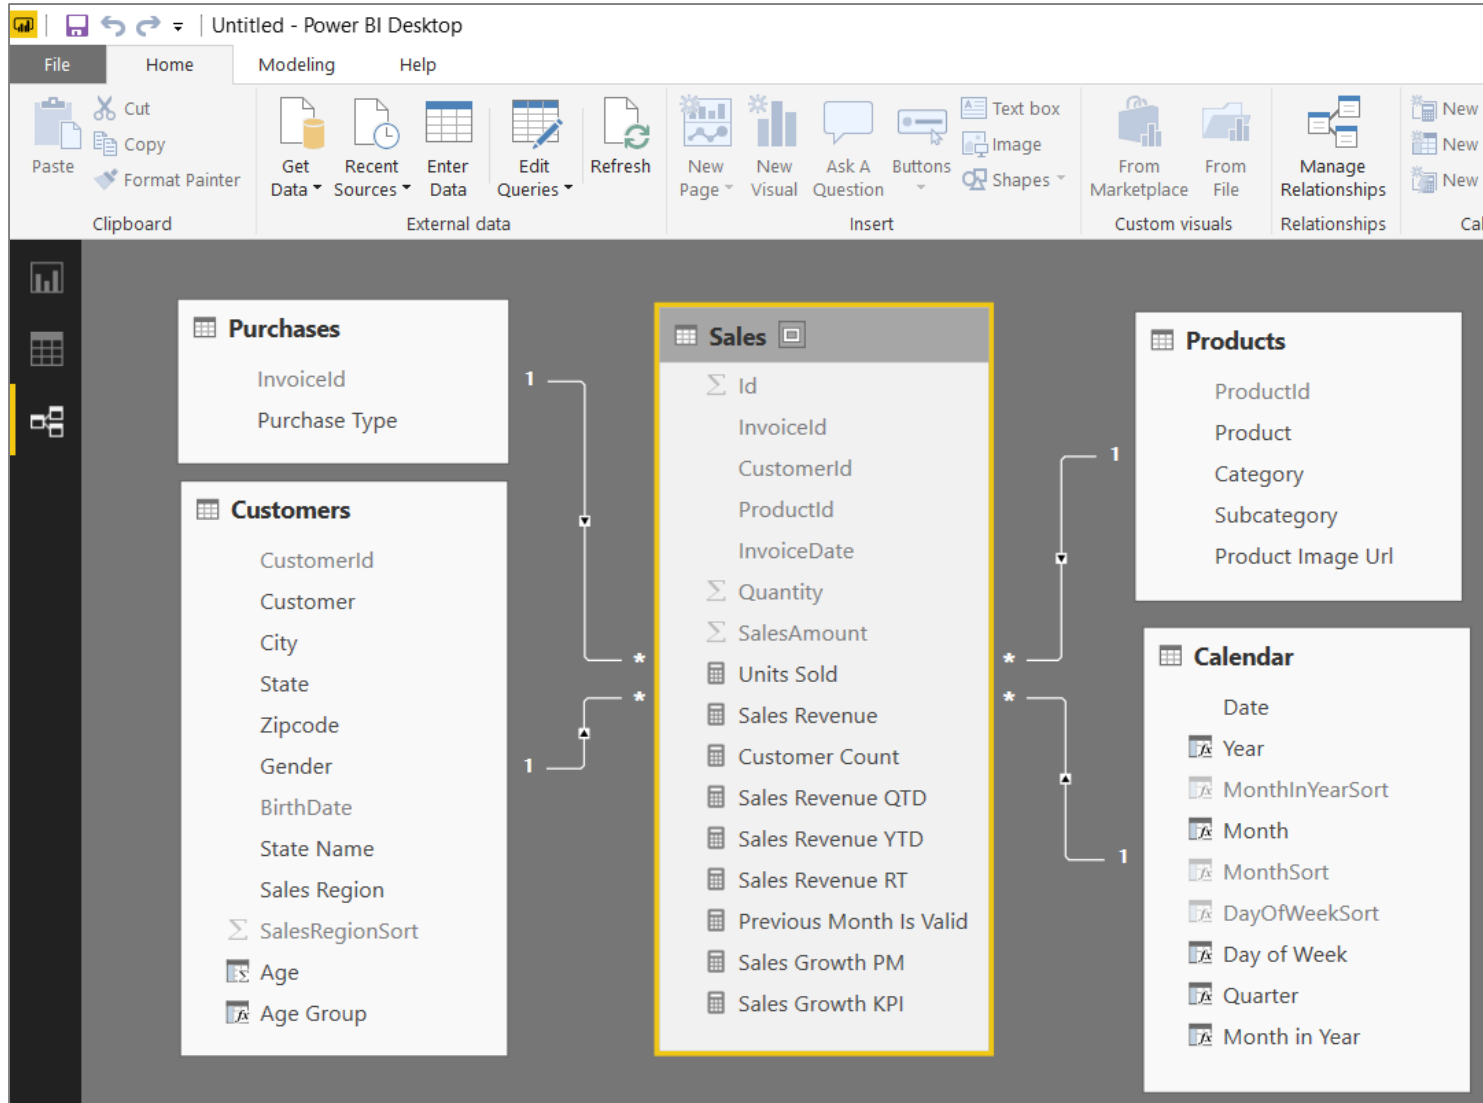 Untitled - Power BI Desktop
File Home Modeling Help
Paste
Cut
Copy
Format Painter
Clipboard
Get Data
Recent Sources
Enter Data
Edit Queries
Refresh
External data
New Page
New Visual
Ask A Question
Buttons
Text box
Image
Shapes
Insert
From Marketplace
From File
Custom visuals
Manage Relationships
Relationships
New
New
New
Purchases
InvoiceId
Purchase Type
Customers
CustomerId
Customer
City
State
Zipcode
Gender
BirthDate
State Name
Sales Region
SalesRegionSort
Age
Age Group
1
*
*
1
Sales
Id
InvoiceId
CustomerId
ProductId
InvoiceDate
Quantity
SalesAmount
Units Sold
Sales Revenue
Customer Count
Sales Revenue QTD
Sales Revenue YTD
Sales Revenue RT
Previous Month Is Valid
Sales Growth PM
Sales Growth KPI
1
*
*
1
Products
ProductId
Product
Category
Subcategory
Product Image Url
Calendar
Date
Year
MonthInYearSort
Month
MonthSort
DayOfWeekSort
Day of Week
Quarter
Month in Year